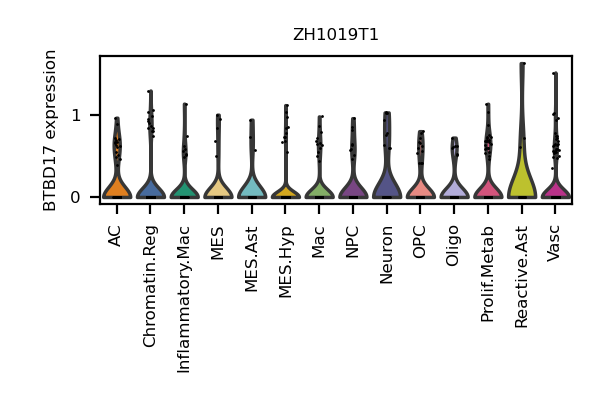 ZH1019T1
BTBD17 expression
1
0
AC
Chromatin.Reg
Inflammatory.Mac
MES
MES.Ast
MES.Hyp
Mac
NPC
Neuron
OPC
Oligo
Prolif.Metab
Reactive.Ast
Vasc